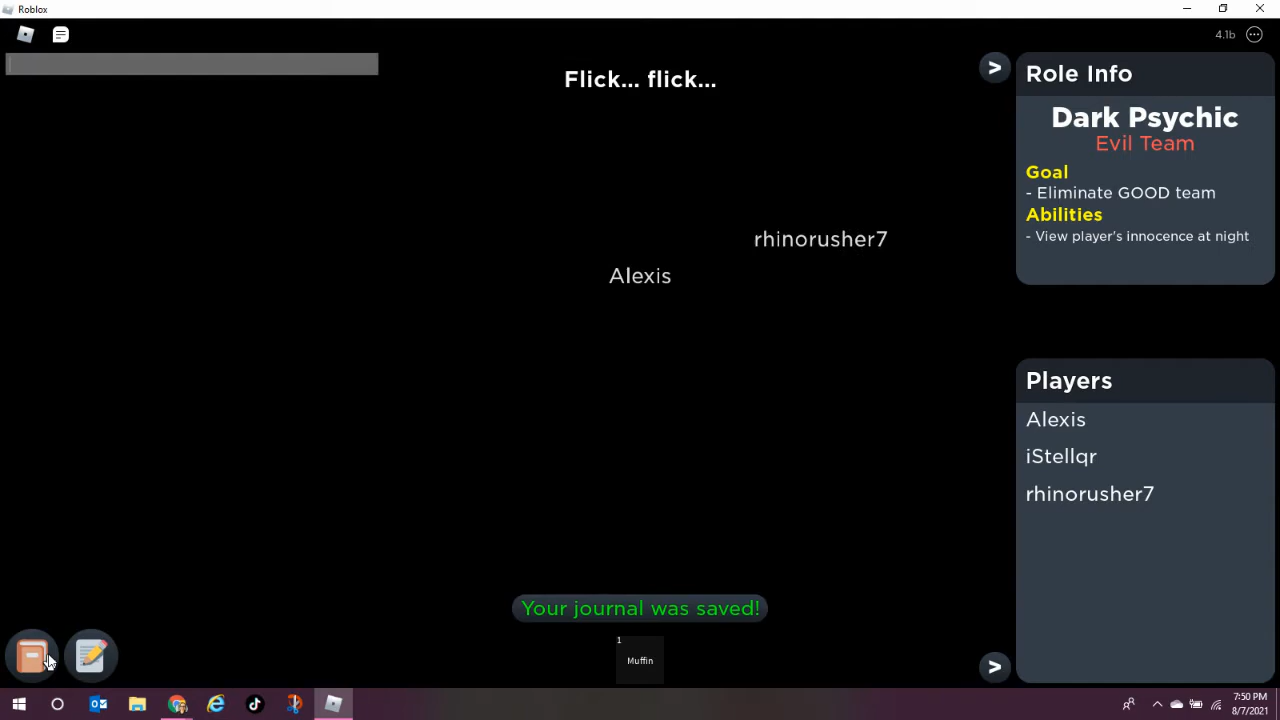 Roblox
4.1b
Flick... flick...
>
Role Info
Dark Psychic
Evil Team
Goal
- Eliminate GOOD team
Abilities
- View player's innocence at night
rhinorusher7
Alexis
Players
Alexis
iStellqr
rhinorusher7
Your journal was saved!
1
Muffin
>
7:50 PM
8/7/2021